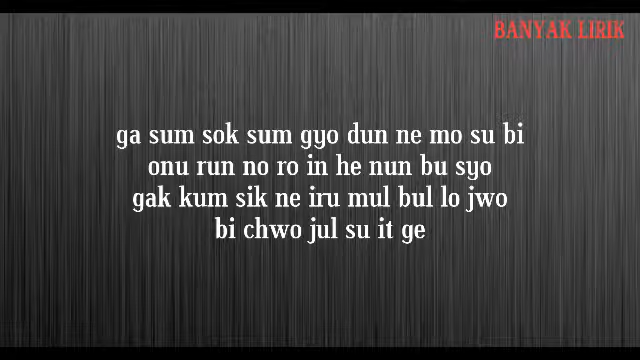 BANYAK LIRIK
ga sum sok sum gyo dun ne mo su bi
onu run no ro in he nun bu syo
gak kum sik ne iru mul bul lo jwo
bi chwo jul su it ge